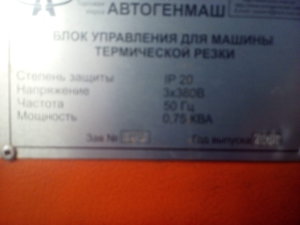 АВТОГЕНМАШ
БЛОК УПРАВЛЕНИЯ ДЛЯ МАШИНЫ
ТЕРМИЧЕСКОЙ РЕЗКИ
Степень защиты IP 20
Напряжение 3х380В
Частота 50 Гц
Мощность 0,75 КВА
Зав № Год выпуска